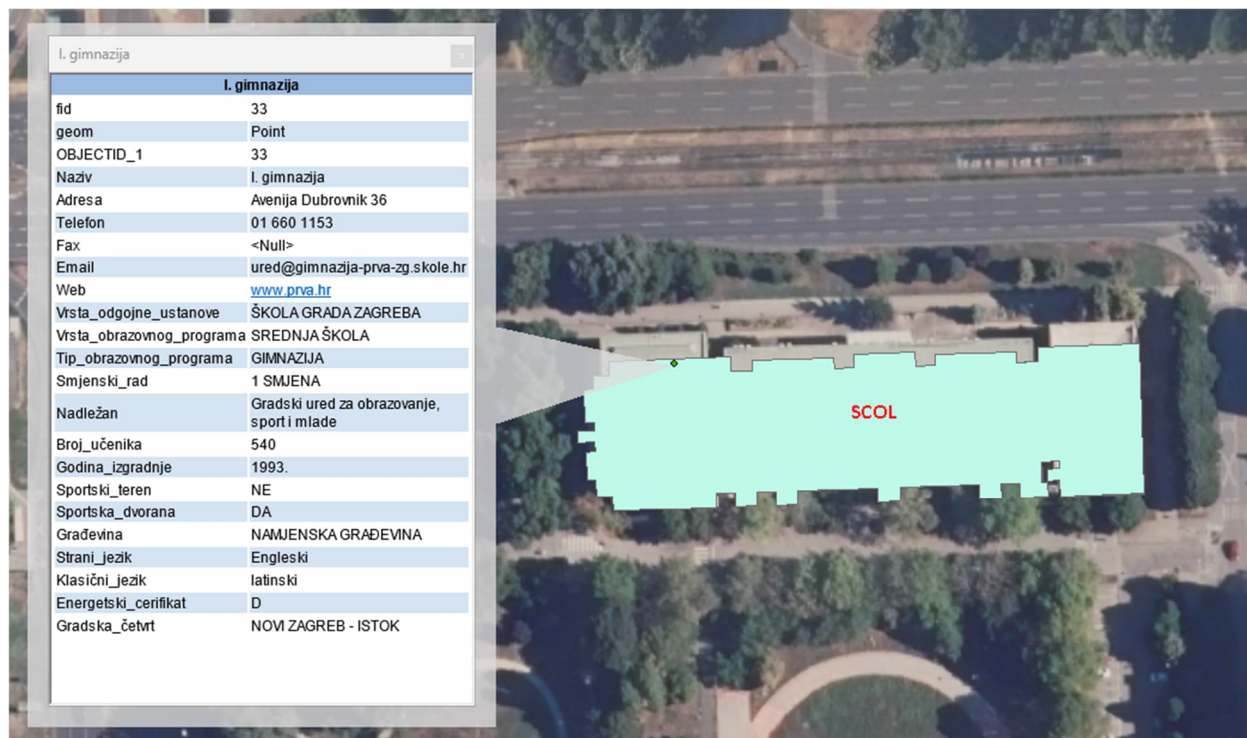 I. gimnazija
x
I. gimnazija
fid 33
geom Point
OBJECTID_1 33
Naziv I. gimnazija
Adresa Avenija Dubrovnik 36
Telefon 01 660 1153
Fax <Null>
Email ured@gimnazija-prva-zg.skole.hr
Web www.prva.hr
Vrsta_odgojne_ustanove ŠKOLA GRADA ZAGREBA
Vrsta_obrazovnog_programa SREDNJA ŠKOLA
Tip_obrazovnog_programa GIMNAZIJA
Smjenski_rad 1 SMJENA
Nadležan Gradski ured za obrazovanje,
sport i mlade
Broj_učenika 540
Godina_izgradnje 1993.
Sportski_teren NE
Sportska_dvorana DA
Građevina NAMJENSKA GRAĐEVINA
Strani_jezik Engleski
Klasični_jezik latinski
Energetski_cerifikat D
Gradska_četvrt NOVI ZAGREB - ISTOK
SCOL